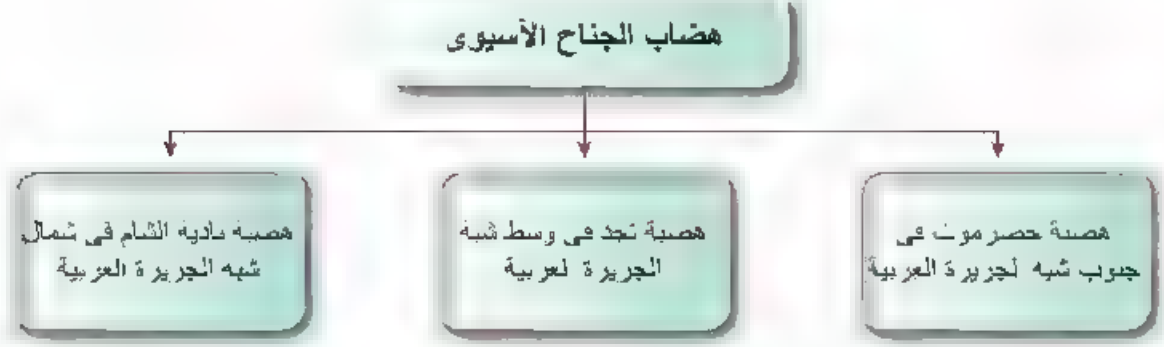 هضاب الجناح الآسيوى
هضبة حضرموت فى
جنوب شبه الجزيرة العربية
هضبة نجد فى وسط شبه
الجزيرة العربية
هضبة بادية الشام فى شمال
شبه الجزيرة العربية